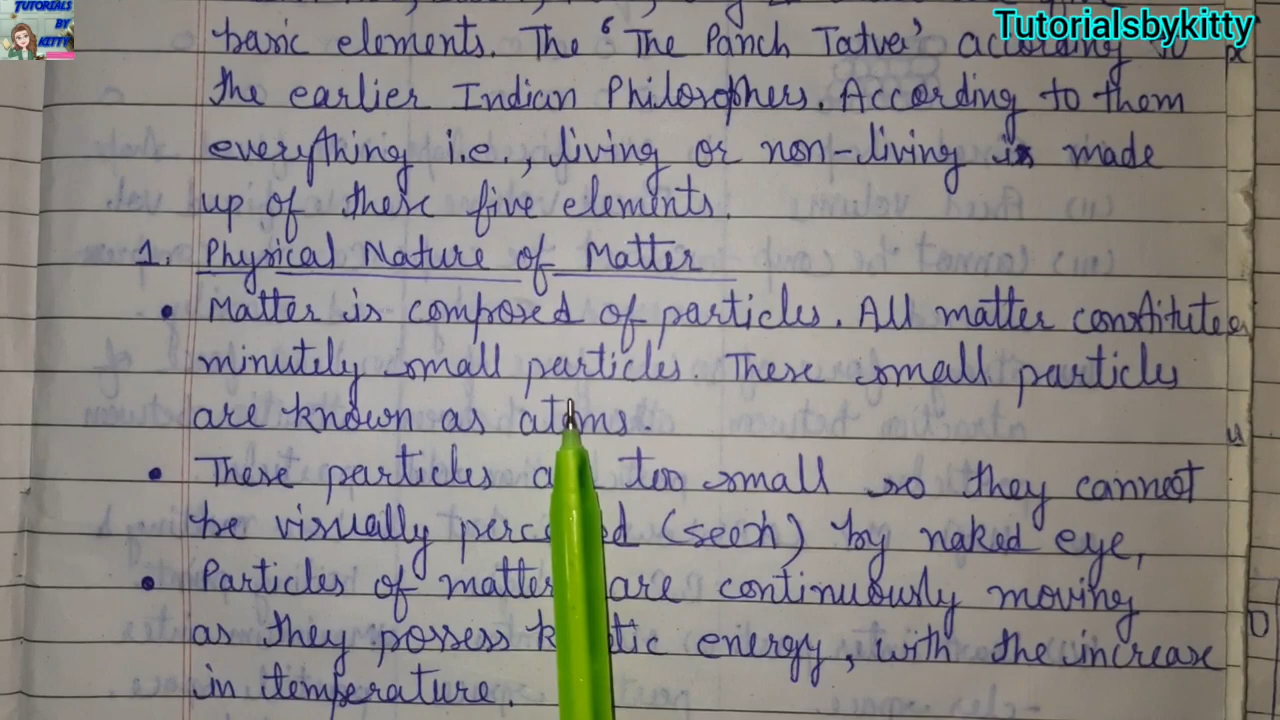 TUTORIALS
BY
KITTY
Tutorialsbykitty
basic elements. The ‘ The Panch Tatva’ according to
the earlier Indian Philosophers. According to them
everything i.e., living or non-living is made
up of these five elements.
1. Physical Nature of Matter
• Matter is composed of particles. All matter constitutes
minutely small particles. These small particles
are known as atoms.
• These particles too small so they cannot
be visually (seen) by naked eye,
• Particles of matter are continuously moving
as they possess energy, with the increase
in temperature.